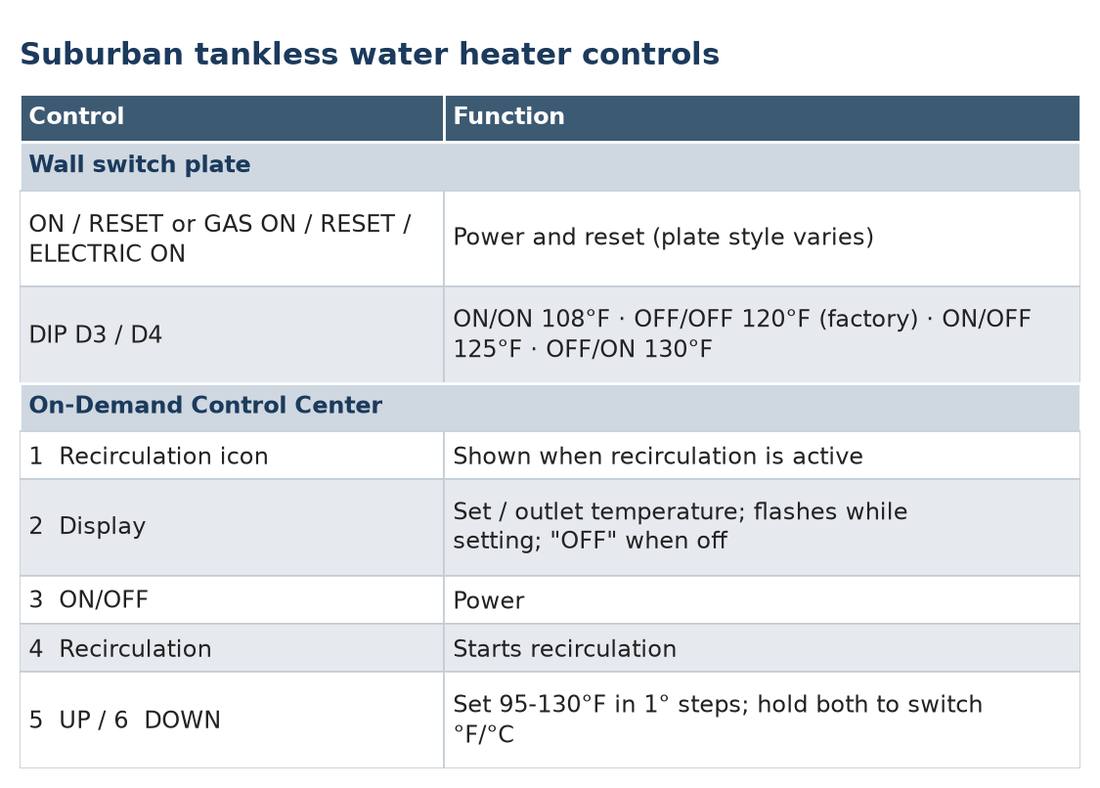 Suburban tankless water heater controls
Control Function
Wall switch plate
ON / RESET or GAS ON / RESET /
ELECTRIC ON
Power and reset (plate style varies)
DIP D3 / D4
ON/ON 108°F · OFF/OFF 120°F (factory) · ON/OFF
125°F · OFF/ON 130°F
On-Demand Control Center
1 Recirculation icon
Shown when recirculation is active
2 Display
Set / outlet temperature; flashes while
setting; "OFF" when off
3 ON/OFF
Power
4 Recirculation
Starts recirculation
5 UP / 6 DOWN
Set 95-130°F in 1° steps; hold both to switch
°F/°C